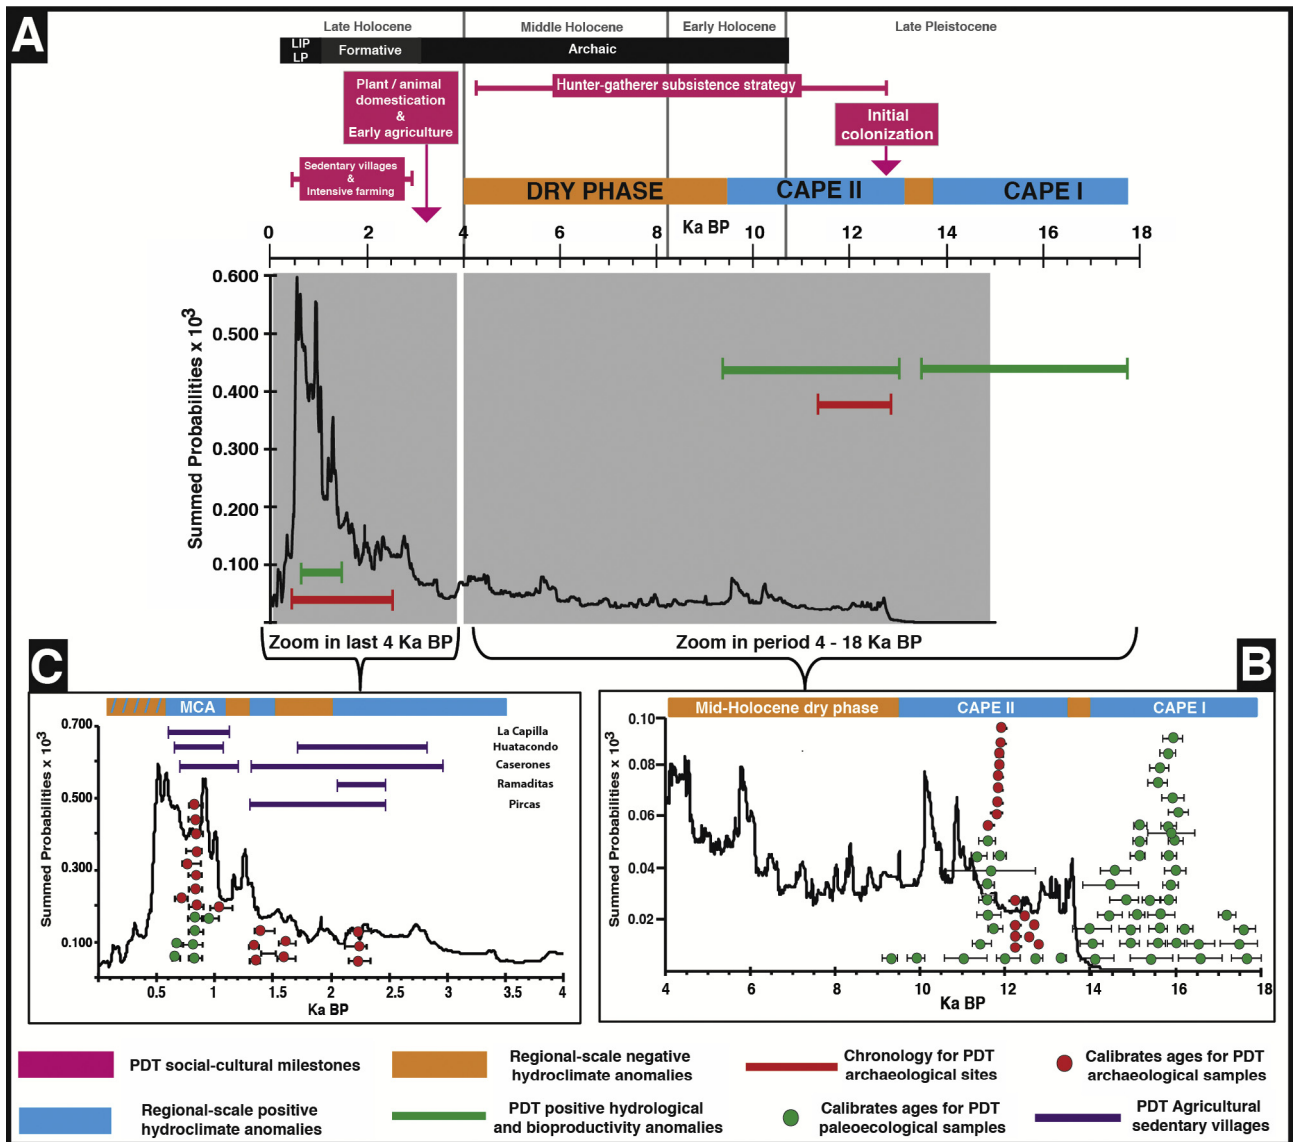 A
Late Holocene
Middle Holocene
Early Holocene
Late Pleistocene
LIP
LP
Formative
Archaic
Plant / animal
domestication
&
Early agriculture
Hunter-gatherer subsistence strategy
Initial
colonization
Sedentary villages
&
Intensive farming
DRY PHASE
CAPE II
CAPE I
Ka BP
0 2 4 6 8 10 12 14 16 18
Summed Probabilities x 10³
0.600
0.500
0.400
0.300
0.200
0.100
Zoom in last 4 Ka BP
Zoom in period 4 - 18 Ka BP
C
MCA
0.700
0.500
0.300
0.100
Summed Probabilities x 10³
La Capilla
Huatacondo
Caserones
Ramaditas
Pircas
0.5 1 1.5 2 2.5 3 3.5 4
Ka BP
B
Mid-Holocene dry phase
CAPE II
CAPE I
0.10
0.08
0.06
0.04
0.02
Summed Probabilities x 10³
4 6 8 10 12 14 16 18
Ka BP
PDT social-cultural milestones
Regional-scale negative
hydroclimate anomalies
Chronology for PDT
archaeological sites
Calibrates ages for PDT
archaeological samples
Regional-scale positive
hydroclimate anomalies
PDT positive hydrological
and bioproductivity anomalies
Calibrates ages for PDT
paleoecological samples
PDT Agricultural
sedentary villages